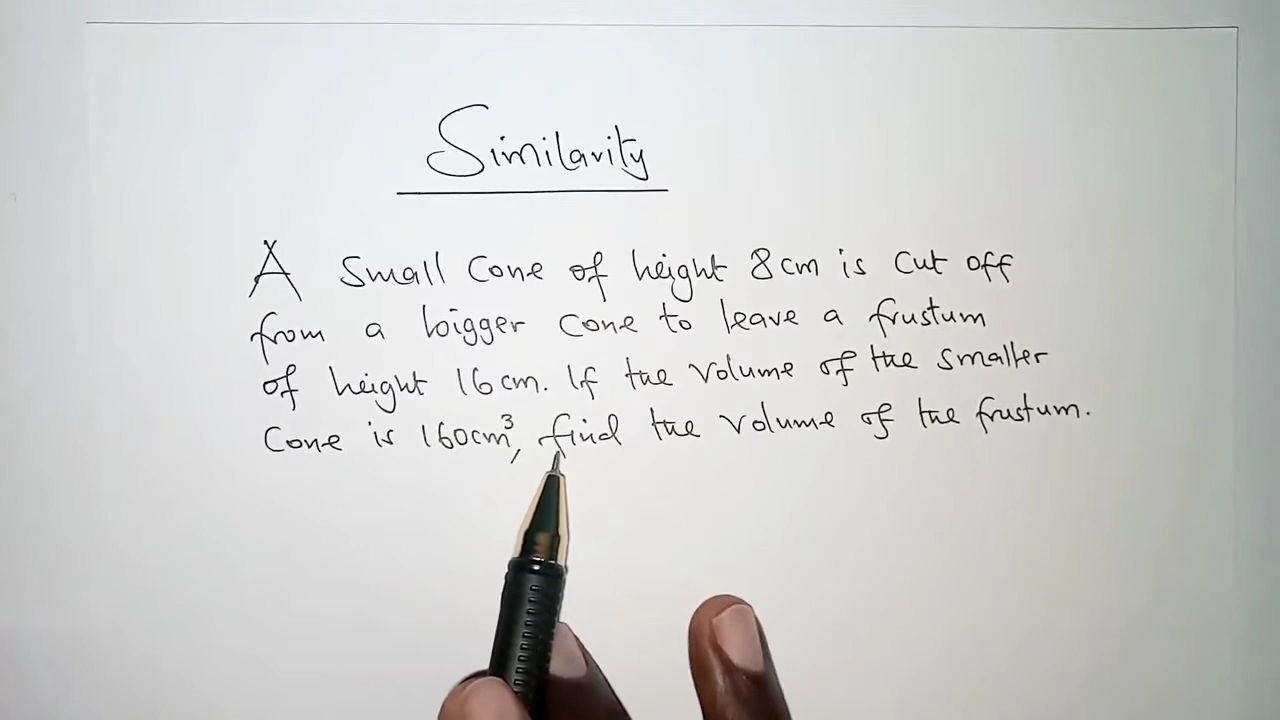 Similarity
A small cone of height 8cm is cut off
from a bigger cone to leave a frustum
of height 16cm. If the volume of the smaller
cone is 160cm³, find the volume of the frustum.